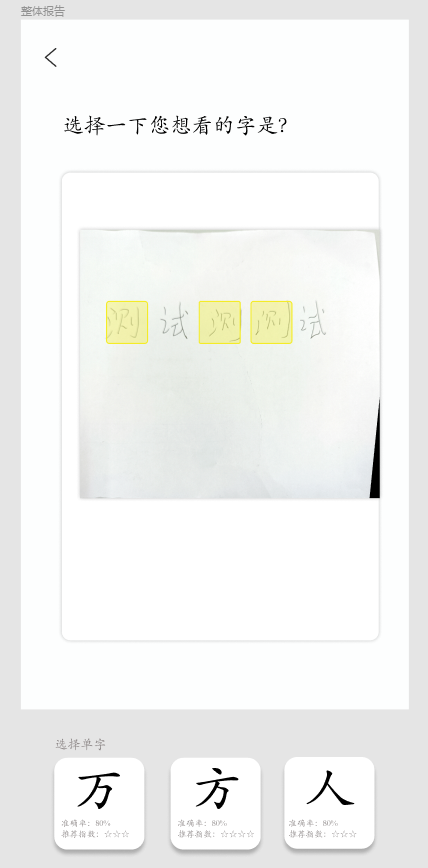 整体报告
选择一下您想看的字是?
测试测测试
选择单字
万 方 人
准确率：80% 准确率：80% 准确率：80%
推荐指数：☆☆☆ 推荐指数：☆☆☆☆ 推荐指数：☆☆☆